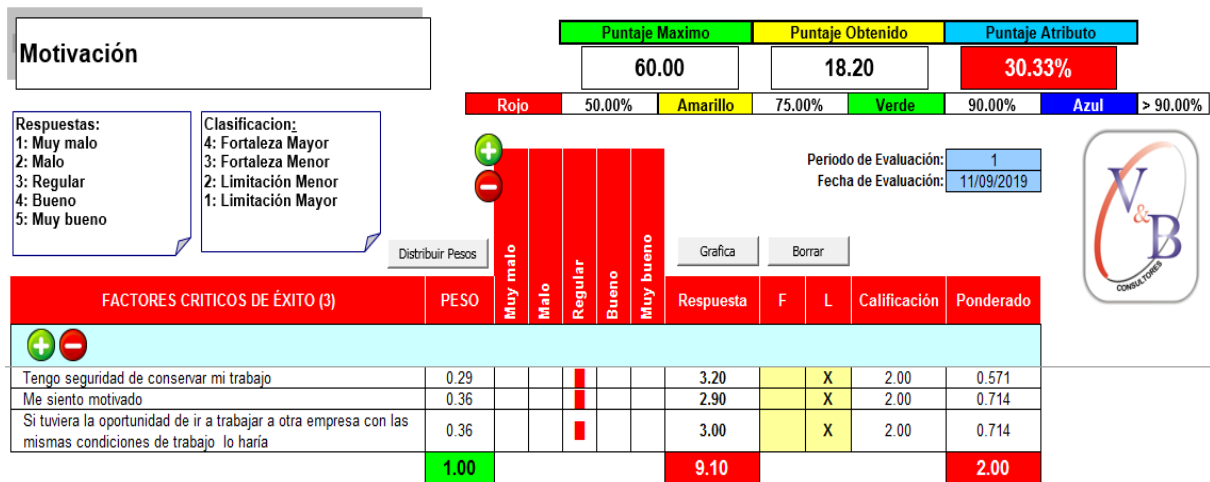 Motivación
Puntaje Maximo Puntaje Obtenido Puntaje Atributo
60.00 18.20 30.33%
Rojo 50.00% Amarillo 75.00% Verde 90.00% Azul > 90.00%
Respuestas:
1: Muy malo
2: Malo
3: Regular
4: Bueno
5: Muy bueno
Clasificacion:
4: Fortaleza Mayor
3: Fortaleza Menor
2: Limitación Menor
1: Limitación Mayor
Periodo de Evaluación: 1
Fecha de Evaluación: 11/09/2019
V&B
CONSULTORES
Distribuir Pesos Grafica Borrar
FACTORES CRITICOS DE ÉXITO (3) PESO Muy malo Malo Regular Bueno Muy bueno Respuesta F L Calificación Ponderado
Tengo seguridad de conservar mi trabajo 0.29 3.20 X 2.00 0.571
Me siento motivado 0.36 2.90 X 2.00 0.714
Si tuviera la oportunidad de ir a trabajar a otra empresa con las
mismas condiciones de trabajo lo haría 0.36 3.00 X 2.00 0.714
1.00 9.10 2.00